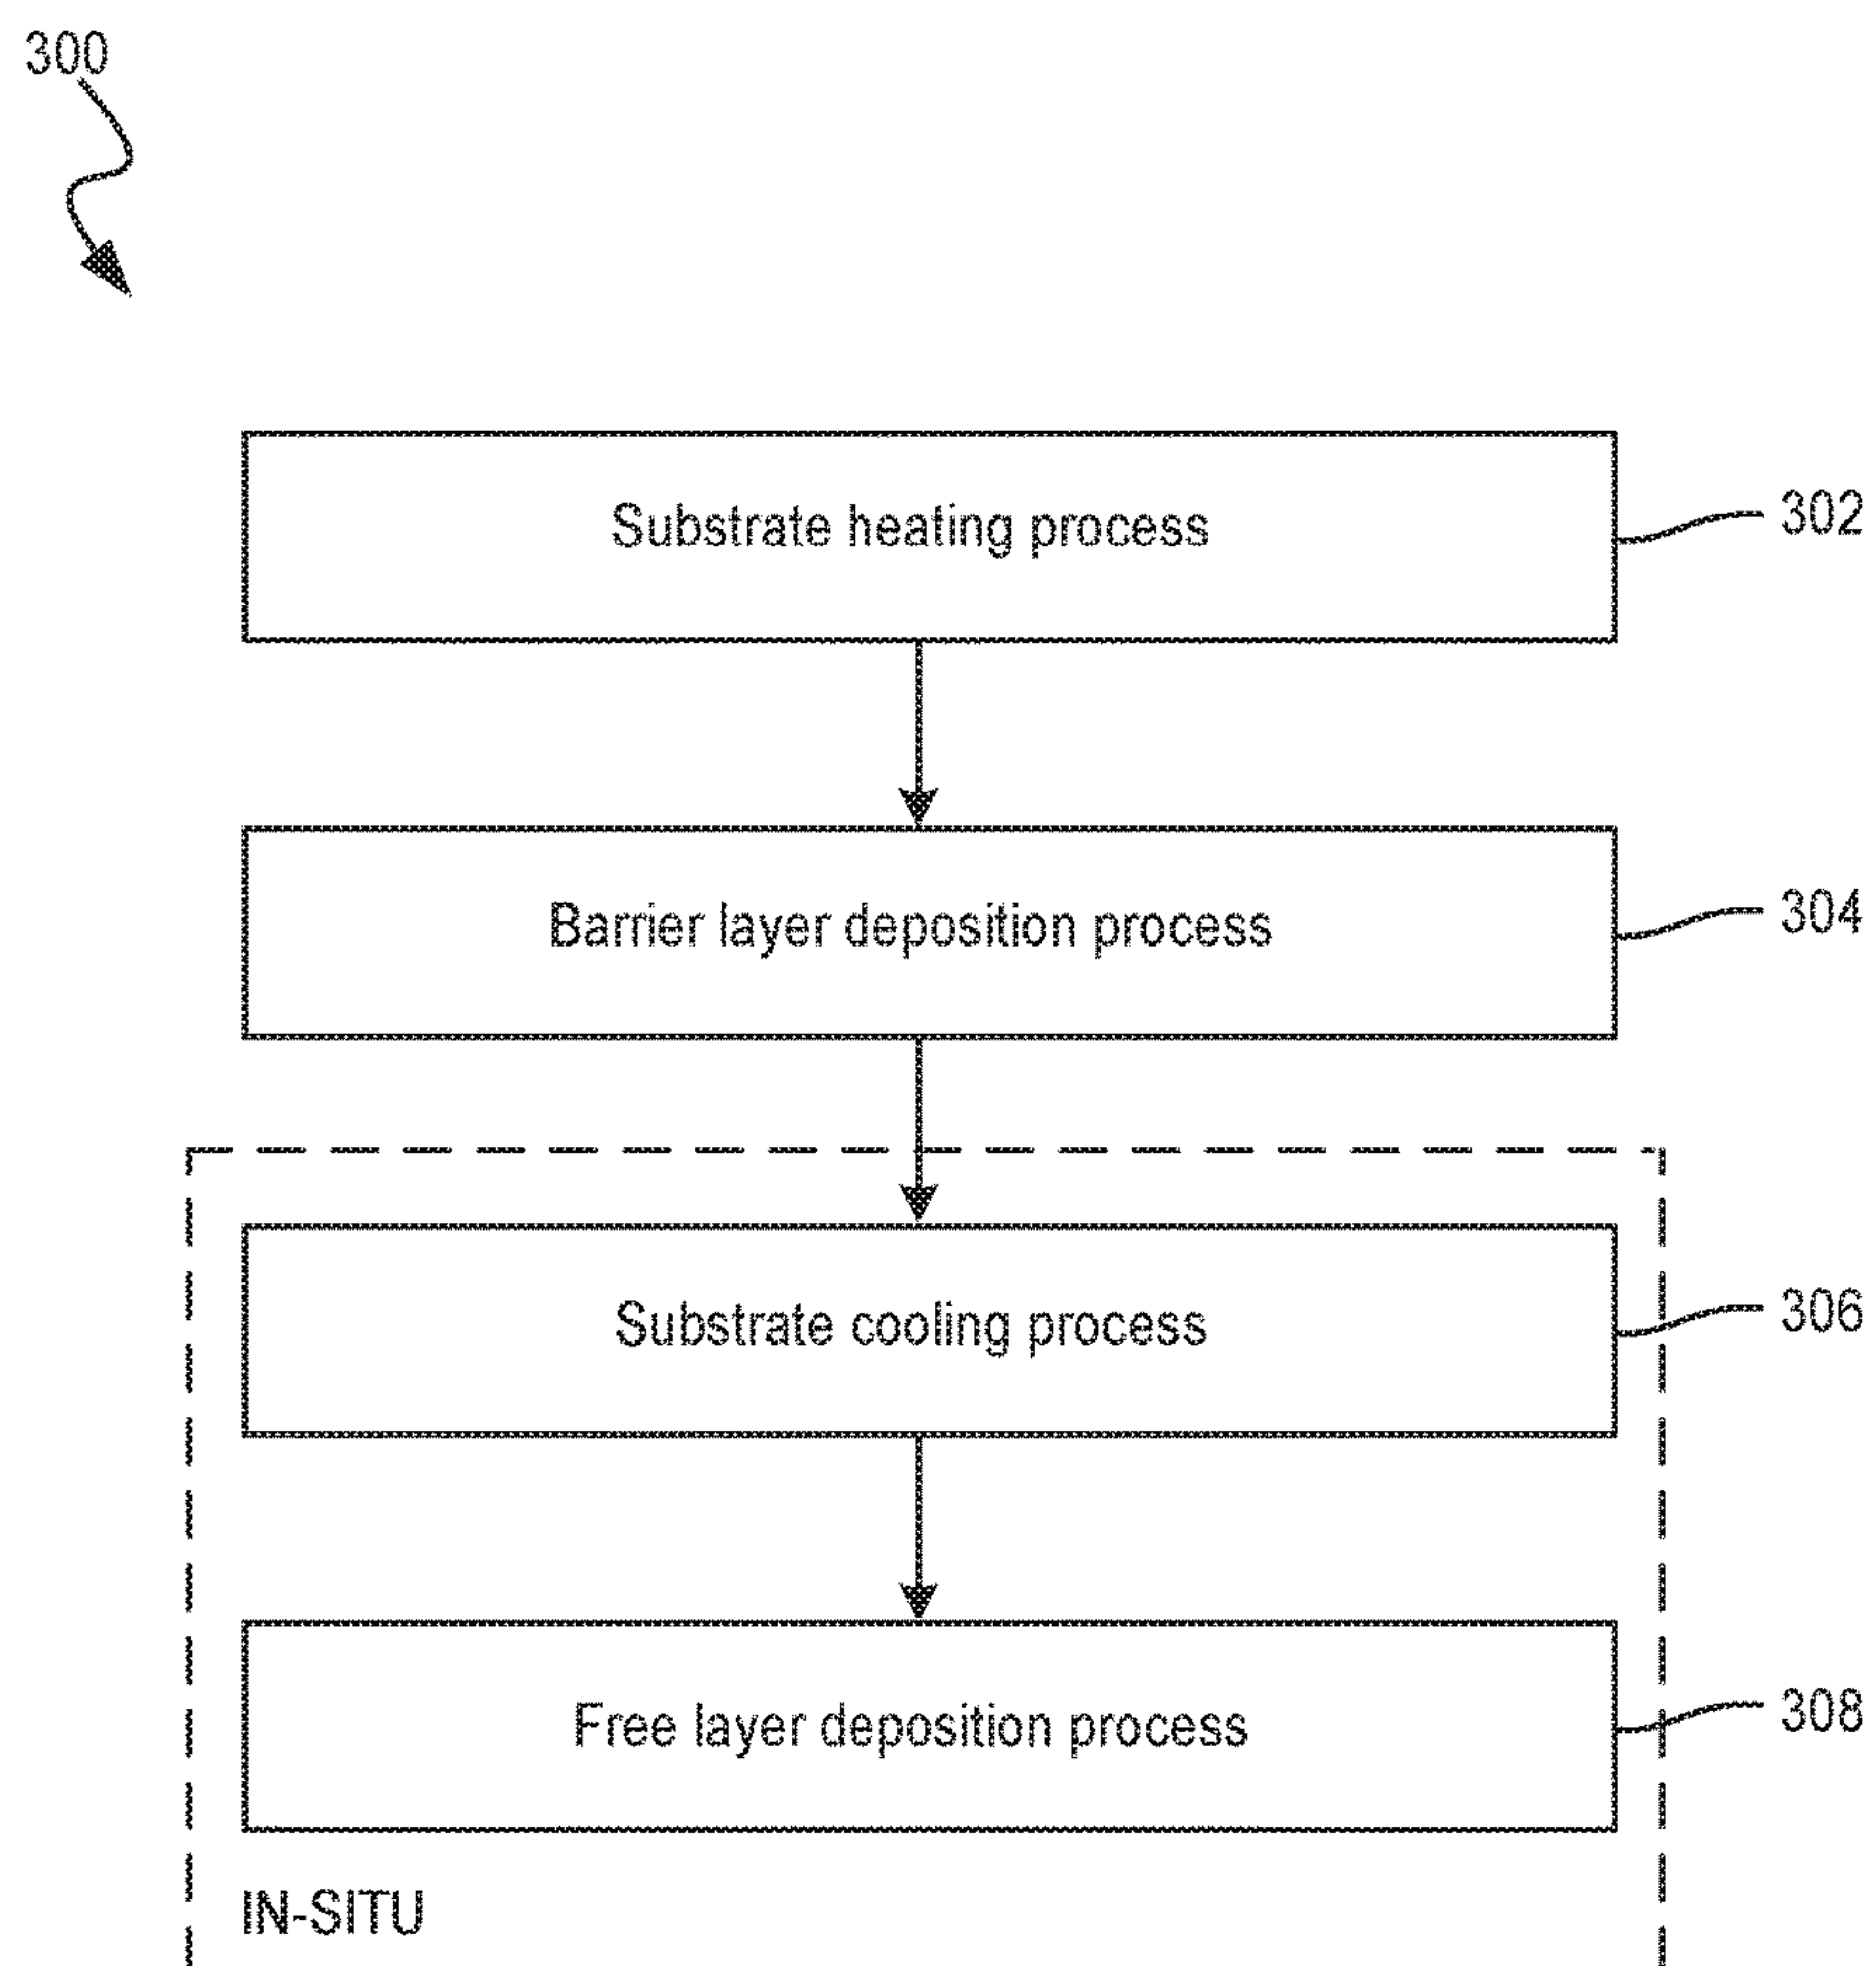 300
Substrate heating process
302
Barrier layer deposition process
304
Substrate cooling process
306
Free layer deposition process
308
IN-SITU